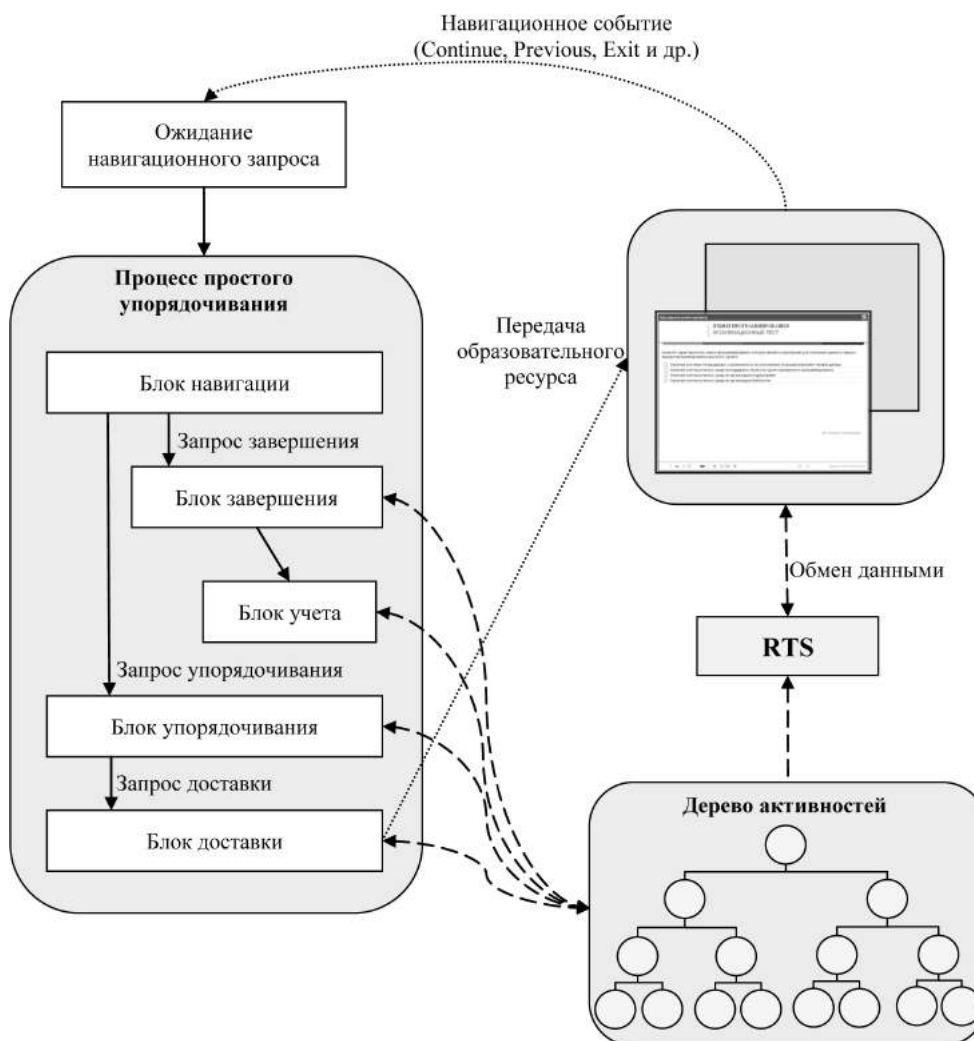 Навигационное событие
(Continue, Previous, Exit и др.)
Ожидание
навигационного запроса
Процесс простого
упорядочивания
Блок навигации
Запрос завершения
Блок завершения
Блок учета
Запрос упорядочивания
Блок упорядочивания
Запрос доставки
Блок доставки
Передача
образовательного
ресурса
Обмен данными
RTS
Дерево активностей